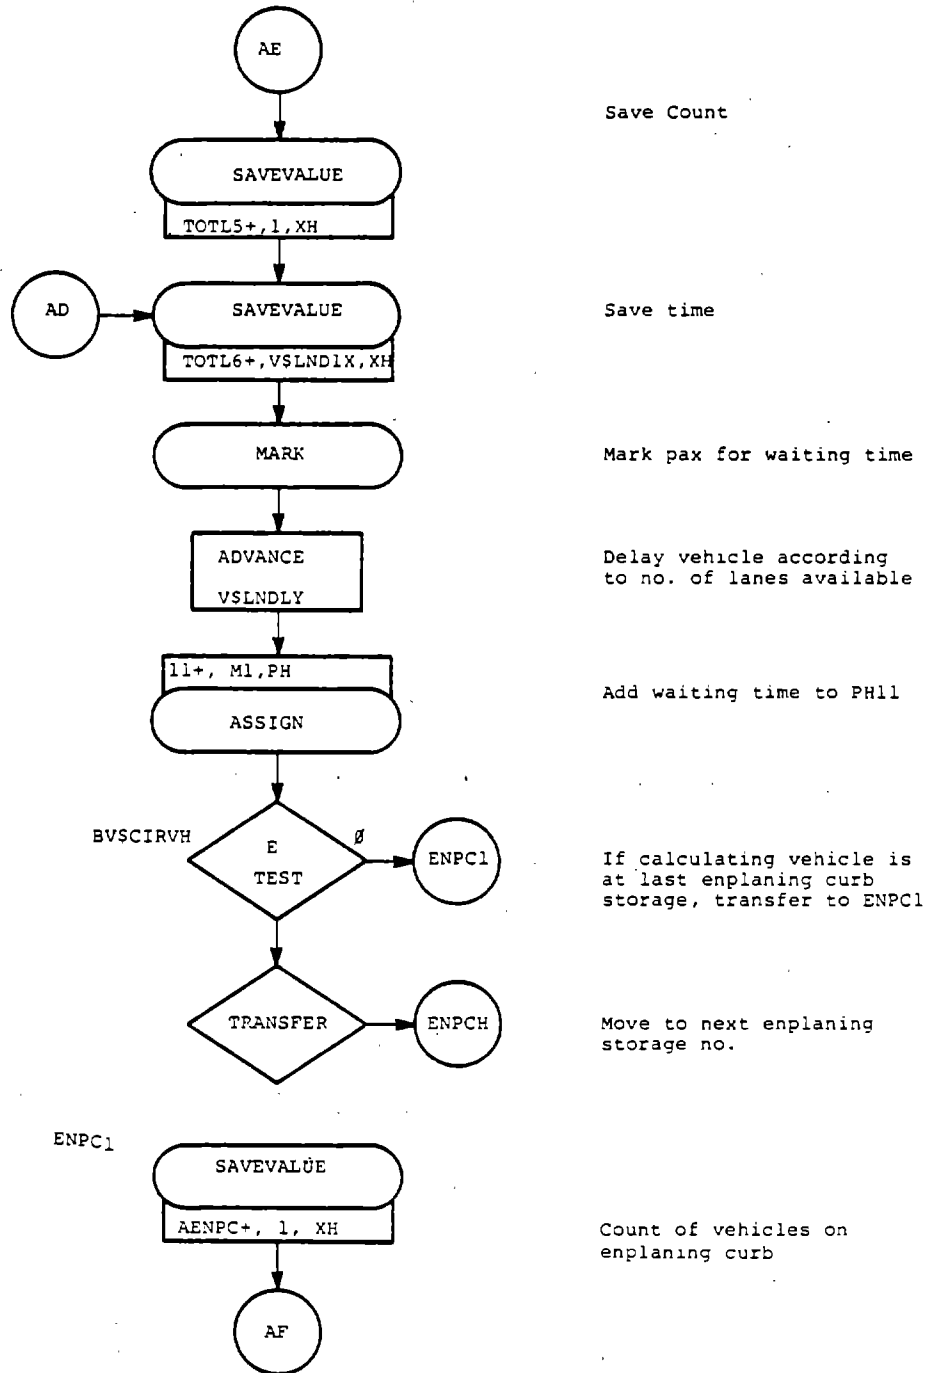 AE
Save Count
SAVEVALUE
TOTL5+,1,XH
AD
SAVEVALUE
Save time
TOTL6+,V$LND1X,XH
MARK
Mark pax for waiting time
ADVANCE
V$LNDLY
Delay vehicle according
to no. of lanes available
11+, M1,PH
ASSIGN
Add waiting time to PH11
BV$CIRVH
E
TEST
Ø
ENPC1
If calculating vehicle is
at last enplaning curb
storage, transfer to ENPC1
TRANSFER
ENPCH
Move to next enplaning
storage no.
ENPC1
SAVEVALUE
AENPC+, 1, XH
Count of vehicles on
enplaning curb
AF